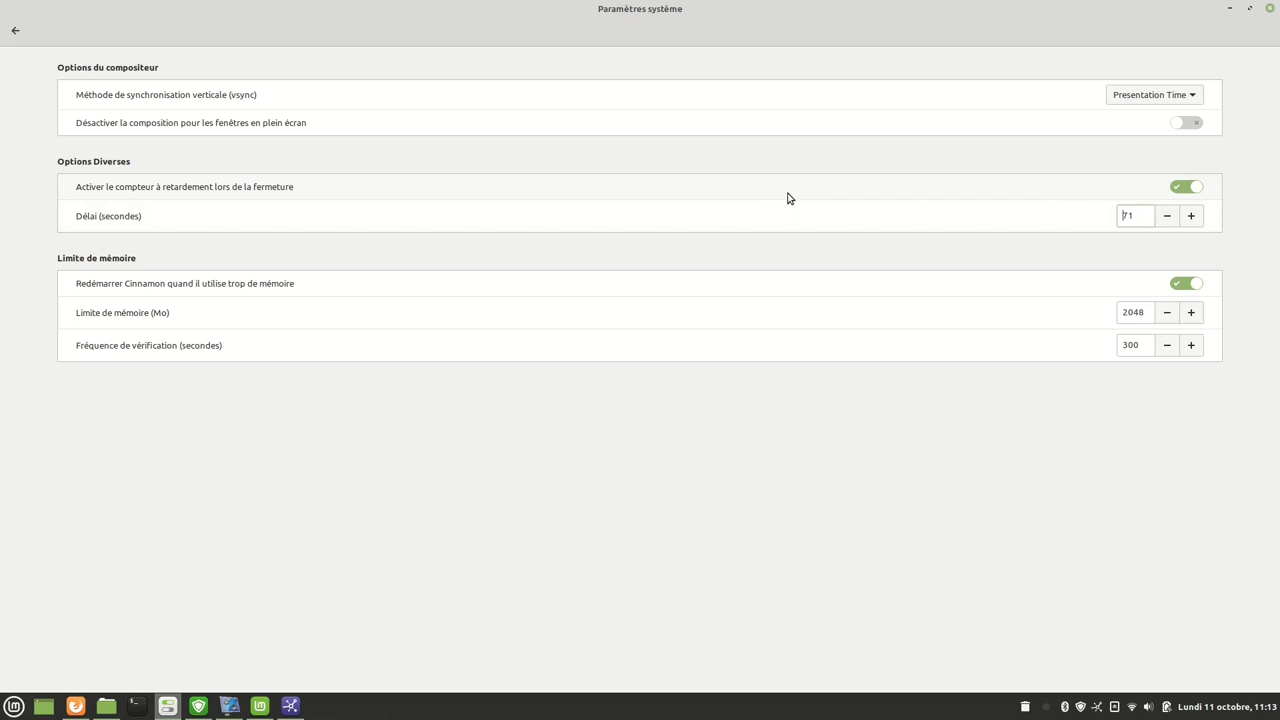 Paramètres système
Options du compositeur
Méthode de synchronisation verticale (vsync)
Presentation Time
Désactiver la composition pour les fenêtres en plein écran
Options Diverses
Activer le compteur à retardement lors de la fermeture
Délai (secondes)
71
Limite de mémoire
Redémarrer Cinnamon quand il utilise trop de mémoire
Limite de mémoire (Mo)
2048
Fréquence de vérification (secondes)
300
Lundi 11 octobre, 11:13